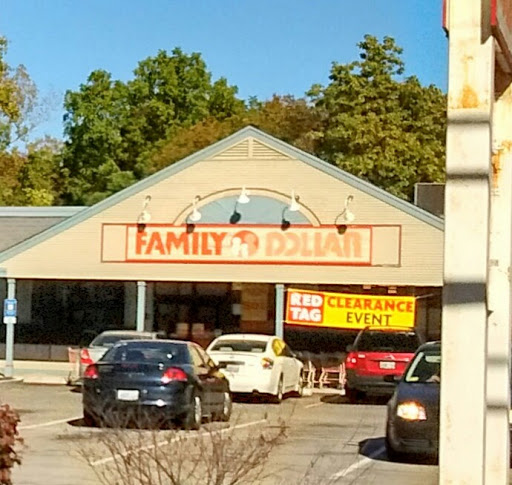 FAMILY DOLLAR
RED TAG
CLEARANCE
EVENT